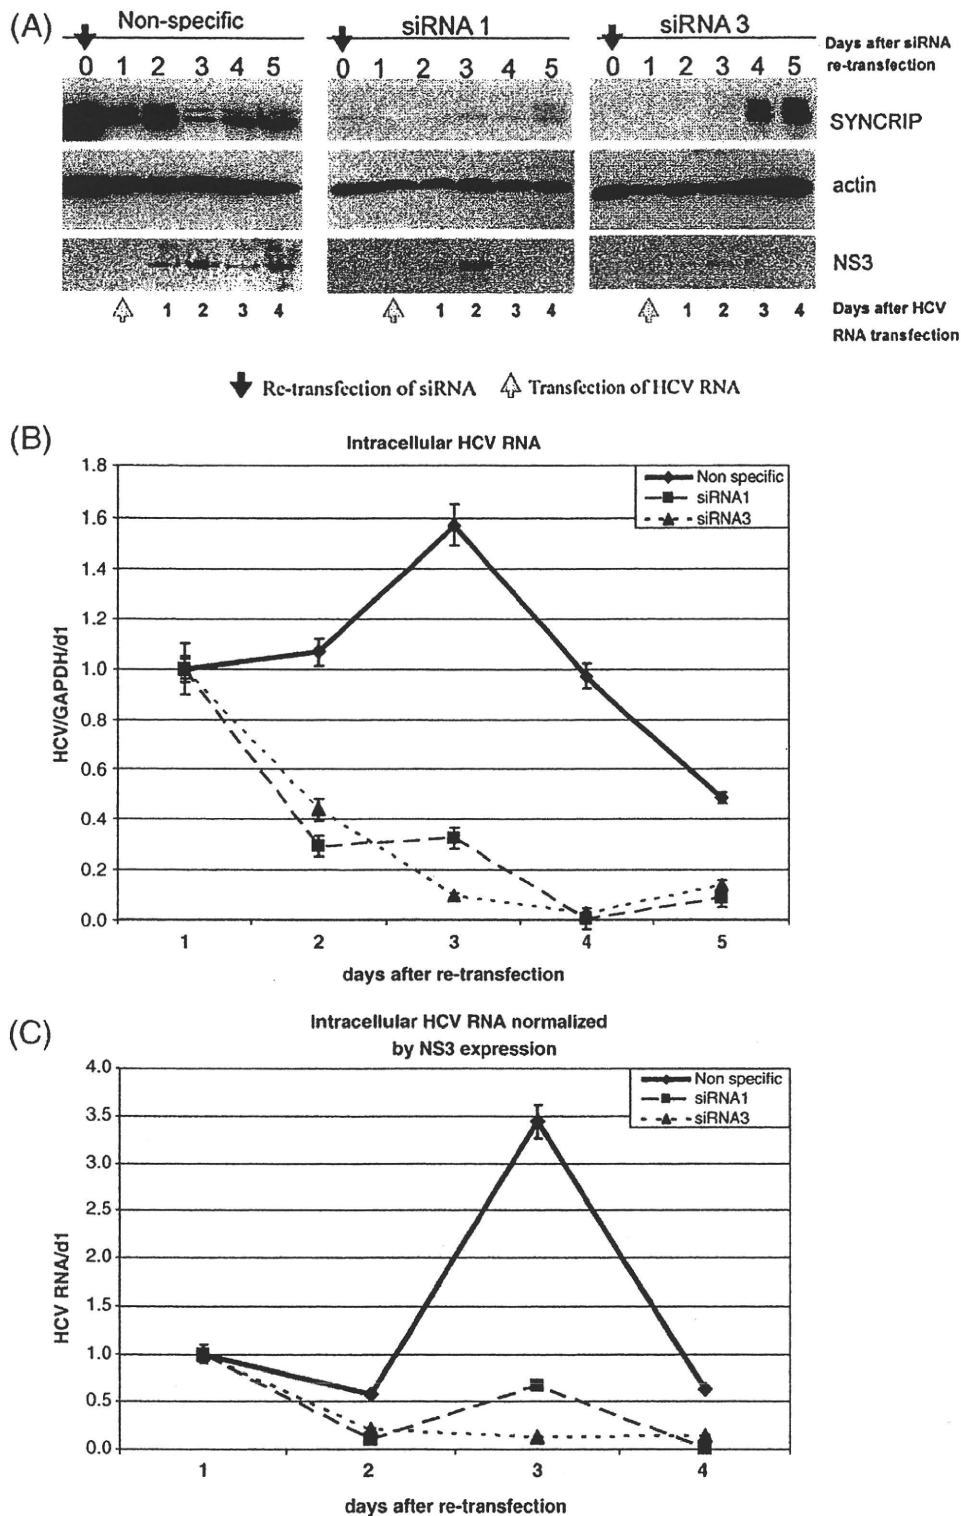 (A)
Non-specific siRNA 1 siRNA 3
0 1 2 3 4 5 0 1 2 3 4 5 0 1 2 3 4 5 Days after siRNA
re-transfection
SYNCRIP
actin
NS3
1 2 3 4 1 2 3 4 1 2 3 4 Days after HCV
RNA transfection
Re-transfection of siRNA Transfection of HCV RNA
(B)
Intracellular HCV RNA
Non specific
siRNA1
siRNA3
HCV/GAPDH/d1
1.8
1.6
1.4
1.2
1.0
0.8
0.6
0.4
0.2
0.0
1 2 3 4 5
days after re-transfection
(C)
Intracellular HCV RNA normalized
by NS3 expression
Non specific
siRNA1
siRNA3
HCV RNA/d1
4.0
3.5
3.0
2.5
2.0
1.5
1.0
0.5
0.0
1 2 3 4
days after re-transfection